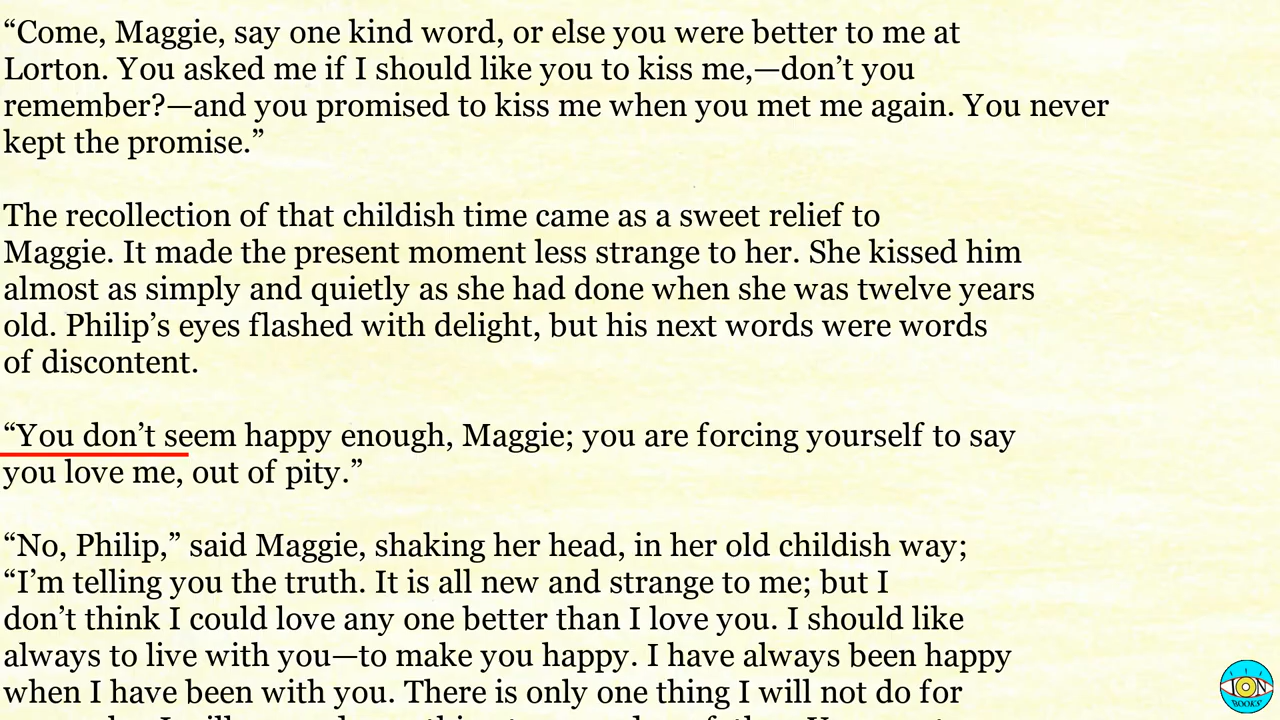 “Come, Maggie, say one kind word, or else you were better to me at
Lorton. You asked me if I should like you to kiss me,—don’t you
remember?—and you promised to kiss me when you met me again. You never
kept the promise.”
The recollection of that childish time came as a sweet relief to
Maggie. It made the present moment less strange to her. She kissed him
almost as simply and quietly as she had done when she was twelve years
old. Philip’s eyes flashed with delight, but his next words were words
of discontent.
“You don’t seem happy enough, Maggie; you are forcing yourself to say
you love me, out of pity.”
“No, Philip,” said Maggie, shaking her head, in her old childish way;
“I’m telling you the truth. It is all new and strange to me; but I
don’t think I could love any one better than I love you. I should like
always to live with you—to make you happy. I have always been happy
when I have been with you. There is only one thing I will not do for
ION
BOOKS